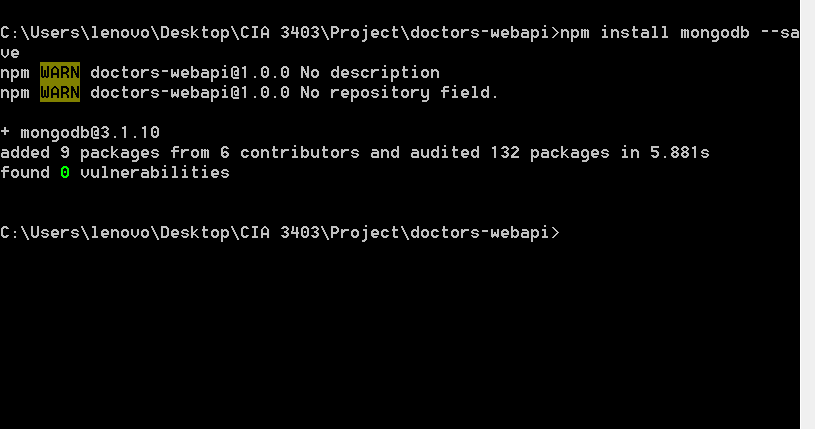 C:\Users\lenovo\Desktop\CIA 3403\Project\doctors-webapi>npm install mongodb --sa
ve
npm WARN doctors-webapi@1.0.0 No description
npm WARN doctors-webapi@1.0.0 No repository field.
+ mongodb@3.1.10
added 9 packages from 6 contributors and audited 132 packages in 5.881s
found 0 vulnerabilities
C:\Users\lenovo\Desktop\CIA 3403\Project\doctors-webapi>